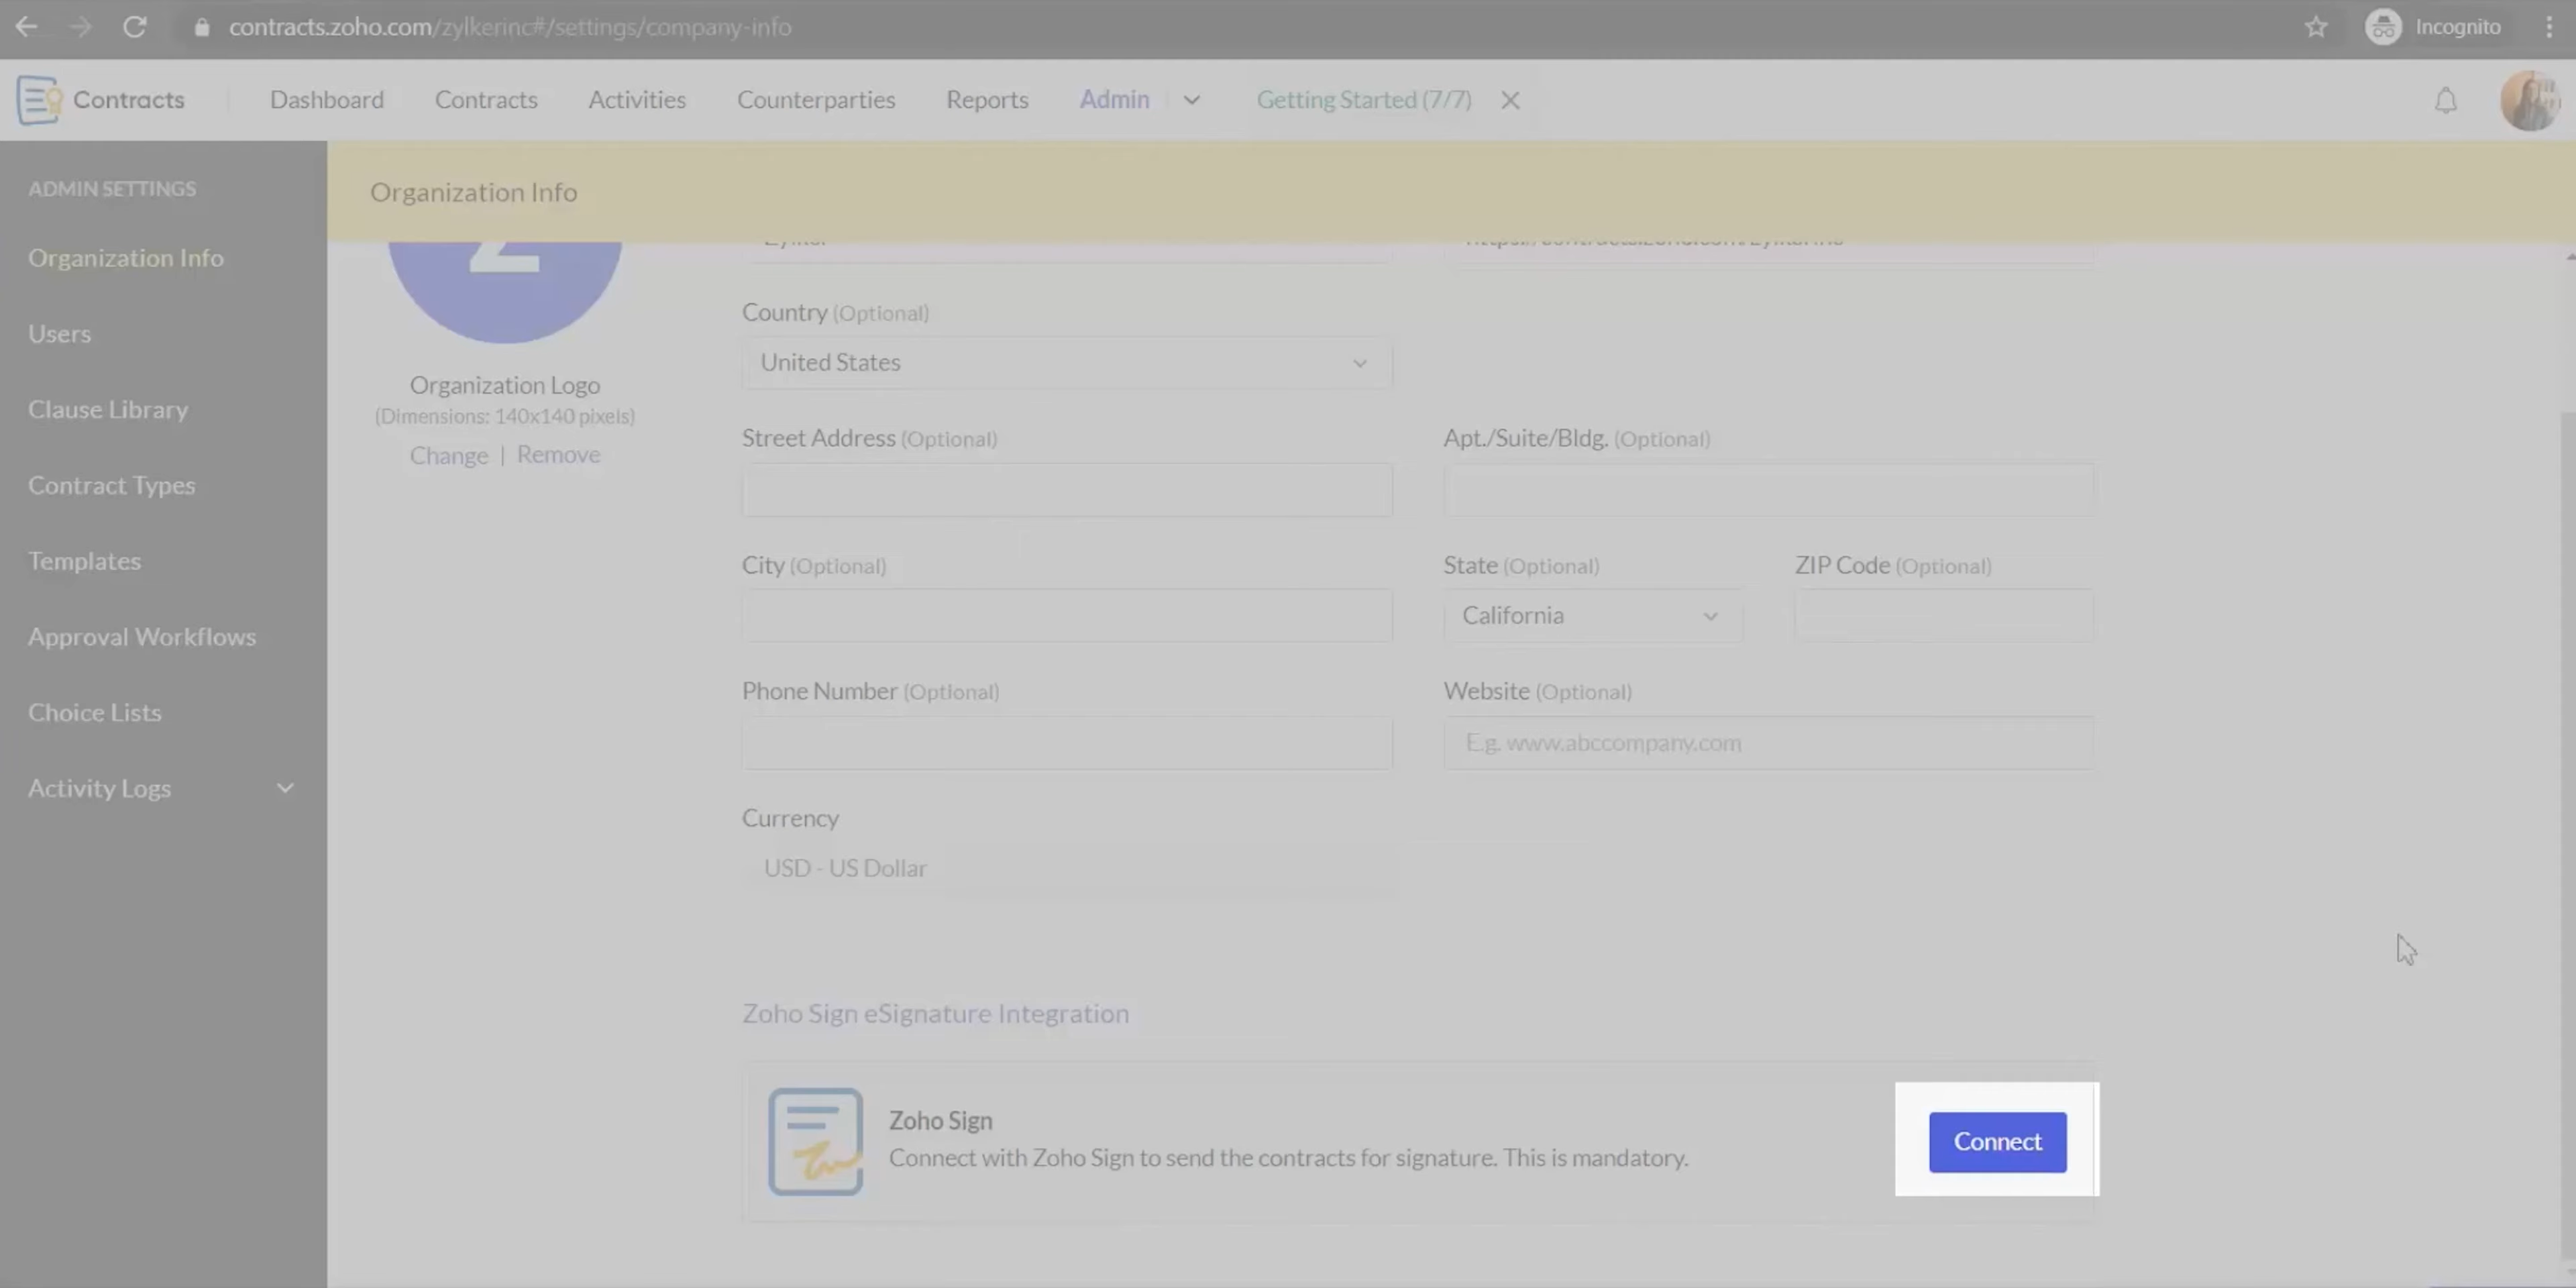 contracts.zoho.com/zylkerinc#/settings/company-info
Incognito
Contracts
Dashboard
Contracts
Activities
Counterparties
Reports
Admin
Getting Started (7/7)
ADMIN SETTINGS
Organization Info
Organization Info
Users
Clause Library
Contract Types
Templates
Approval Workflows
Choice Lists
Activity Logs
Z
Organization Logo
(Dimensions: 140x140 pixels)
Change | Remove
Country (Optional)
United States
Street Address (Optional)
Apt./Suite/Bldg. (Optional)
City (Optional)
State (Optional)
ZIP Code (Optional)
California
Phone Number (Optional)
Website (Optional)
E.g. www.abccompany.com
Currency
USD - US Dollar
Zoho Sign eSignature Integration
Zoho Sign
Connect with Zoho Sign to send the contracts for signature. This is mandatory.
Connect